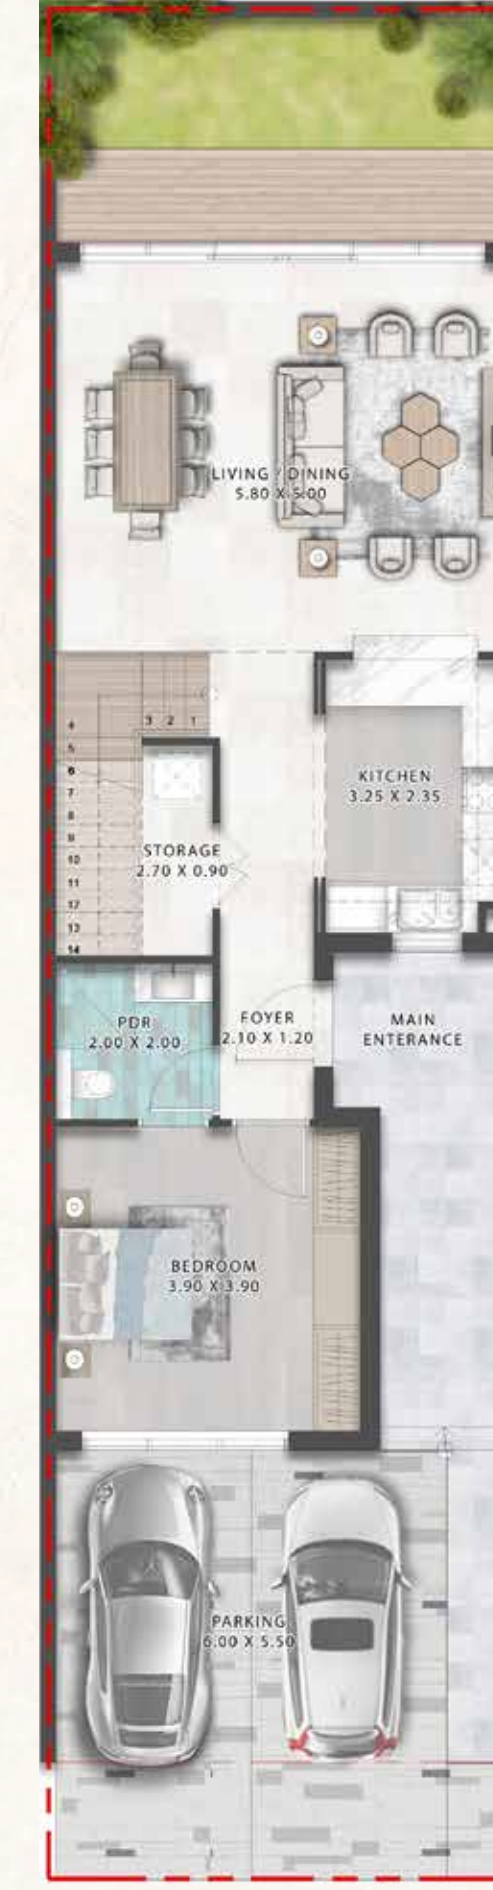 LIVING / DINING
5.80 X 5.00
3 2 1
4
5
6
7
8
9
10
11
12
13
14
KITCHEN
3.25 X 2.35
STORAGE
2.70 X 0.90
PDR
2.00 X 2.00
FOYER
2.10 X 1.20
MAIN
ENTERANCE
BEDROOM
3.90 X 3.90
PARKING
6.00 X 5.50